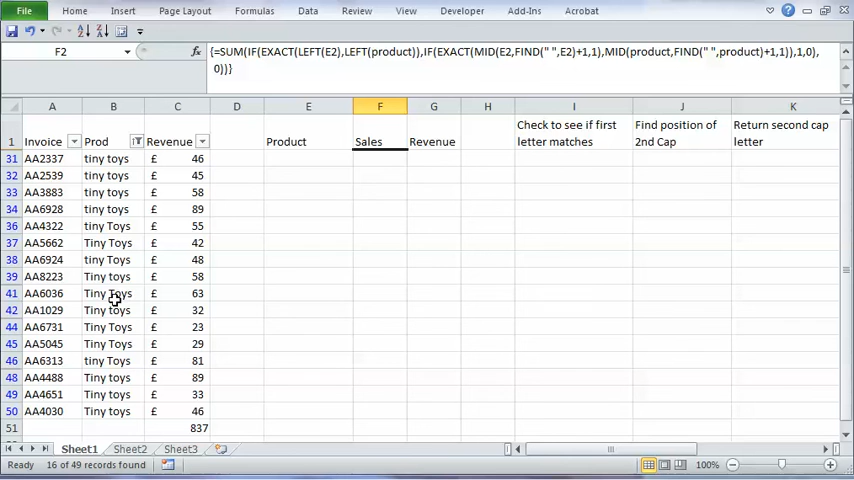 File Home Insert Page Layout Formulas Data Review View Developer Add-Ins Acrobat
F2 fx {=SUM(IF(EXACT(LEFT(E2),LEFT(product)),IF(EXACT(MID(E2,FIND(" ",E2)+1,1),MID(product,FIND(" ",product)+1,1)),1,0),
0))}
A B C D E F G H I J K
1 Invoice Prod Revenue Product Sales Revenue Check to see if first letter matches Find position of 2nd Cap Return second cap letter
31 AA2337 tiny toys £ 46
32 AA2539 tiny toys £ 45
33 AA3883 tiny toys £ 58
34 AA6928 tiny toys £ 89
36 AA4322 tiny Toys £ 55
37 AA5662 Tiny Toys £ 42
38 AA6924 tiny Toys £ 48
39 AA8223 Tiny toys £ 58
41 AA6036 Tiny Toys £ 63
42 AA1029 Tiny toys £ 32
44 AA6731 Tiny Toys £ 23
45 AA5045 Tiny Toys £ 29
46 AA6313 tiny Toys £ 81
48 AA4488 Tiny toys £ 89
49 AA4651 Tiny toys £ 33
50 AA4030 Tiny toys £ 46
51 837
Sheet1 Sheet2 Sheet3
Ready 16 of 49 records found 100%